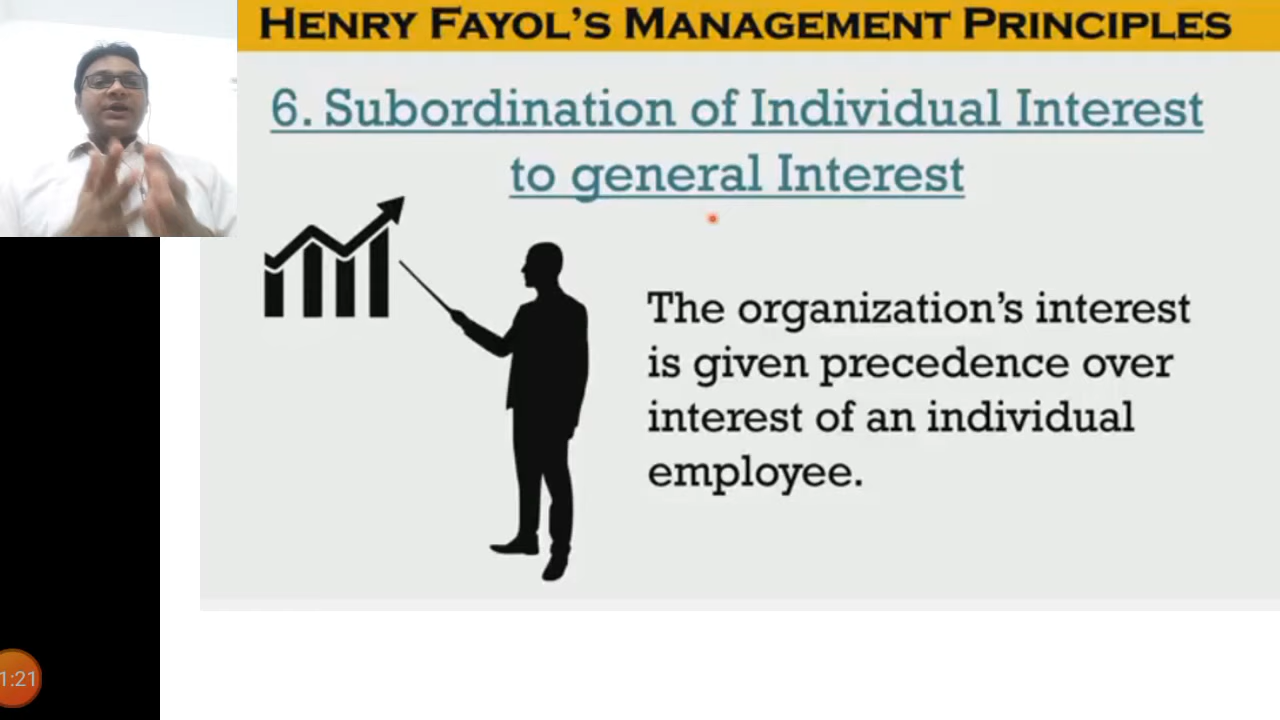 HENRY FAYOL'S MANAGEMENT PRINCIPLES
6. Subordination of Individual Interest
to general Interest
The organization's interest
is given precedence over
interest of an individual
employee.
1:21